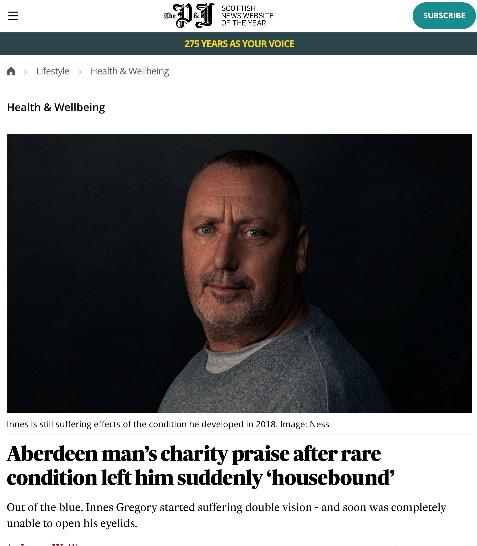 The P&J
SCOTTISH
NEWS WEBSITE
OF THE YEAR
SUBSCRIBE
275 YEARS AS YOUR VOICE
Lifestyle > Health & Wellbeing
Health & Wellbeing
Innes is still suffering effects of the condition he developed in 2018. Image: Ness
Aberdeen man’s charity praise after rare
condition left him suddenly ‘housebound’
Out of the blue, Innes Gregory started suffering double vision - and soon was completely
unable to open his eyelids.